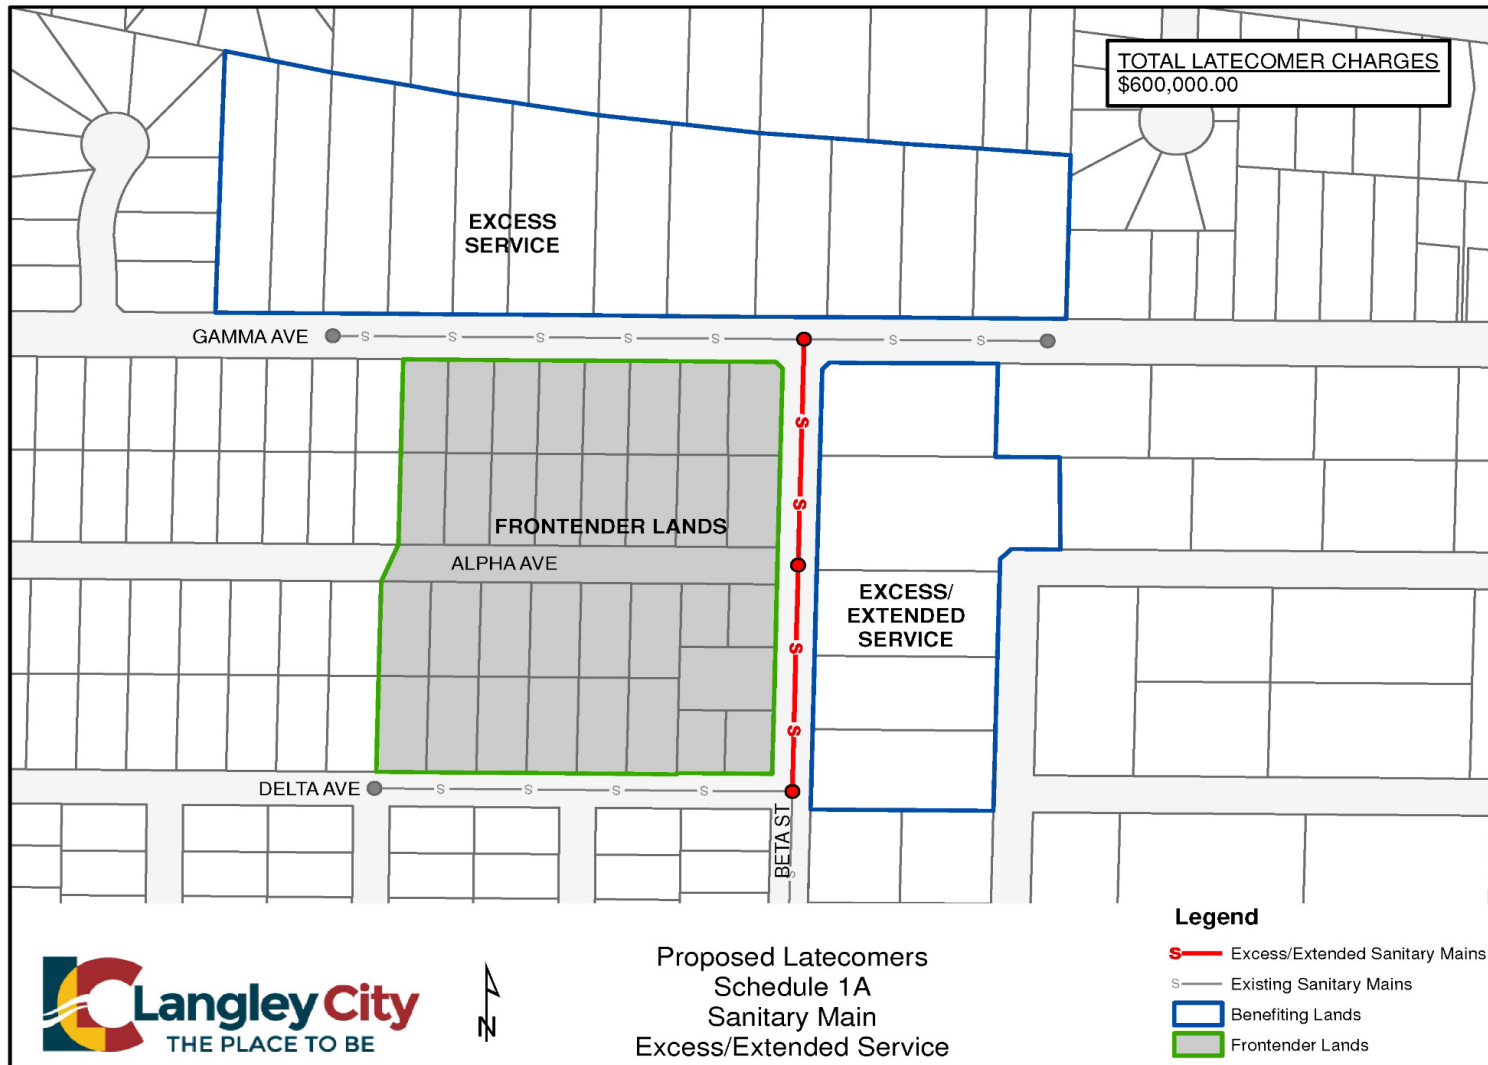 TOTAL LATECOMER CHARGES
$600,000.00
EXCESS
SERVICE
GAMMA AVE
S
S
S
S
S
S
S
S
S
FRONTENDER LANDS
ALPHA AVE
EXCESS/
EXTENDED
SERVICE
S
S
DELTA AVE
S
S
S
S
BETA ST
S
Legend
S Excess/Extended Sanitary Mains
S Existing Sanitary Mains
Benefiting Lands
Frontender Lands
LC Langley City
THE PLACE TO BE
N
Proposed Latecomers
Schedule 1A
Sanitary Main
Excess/Extended Service